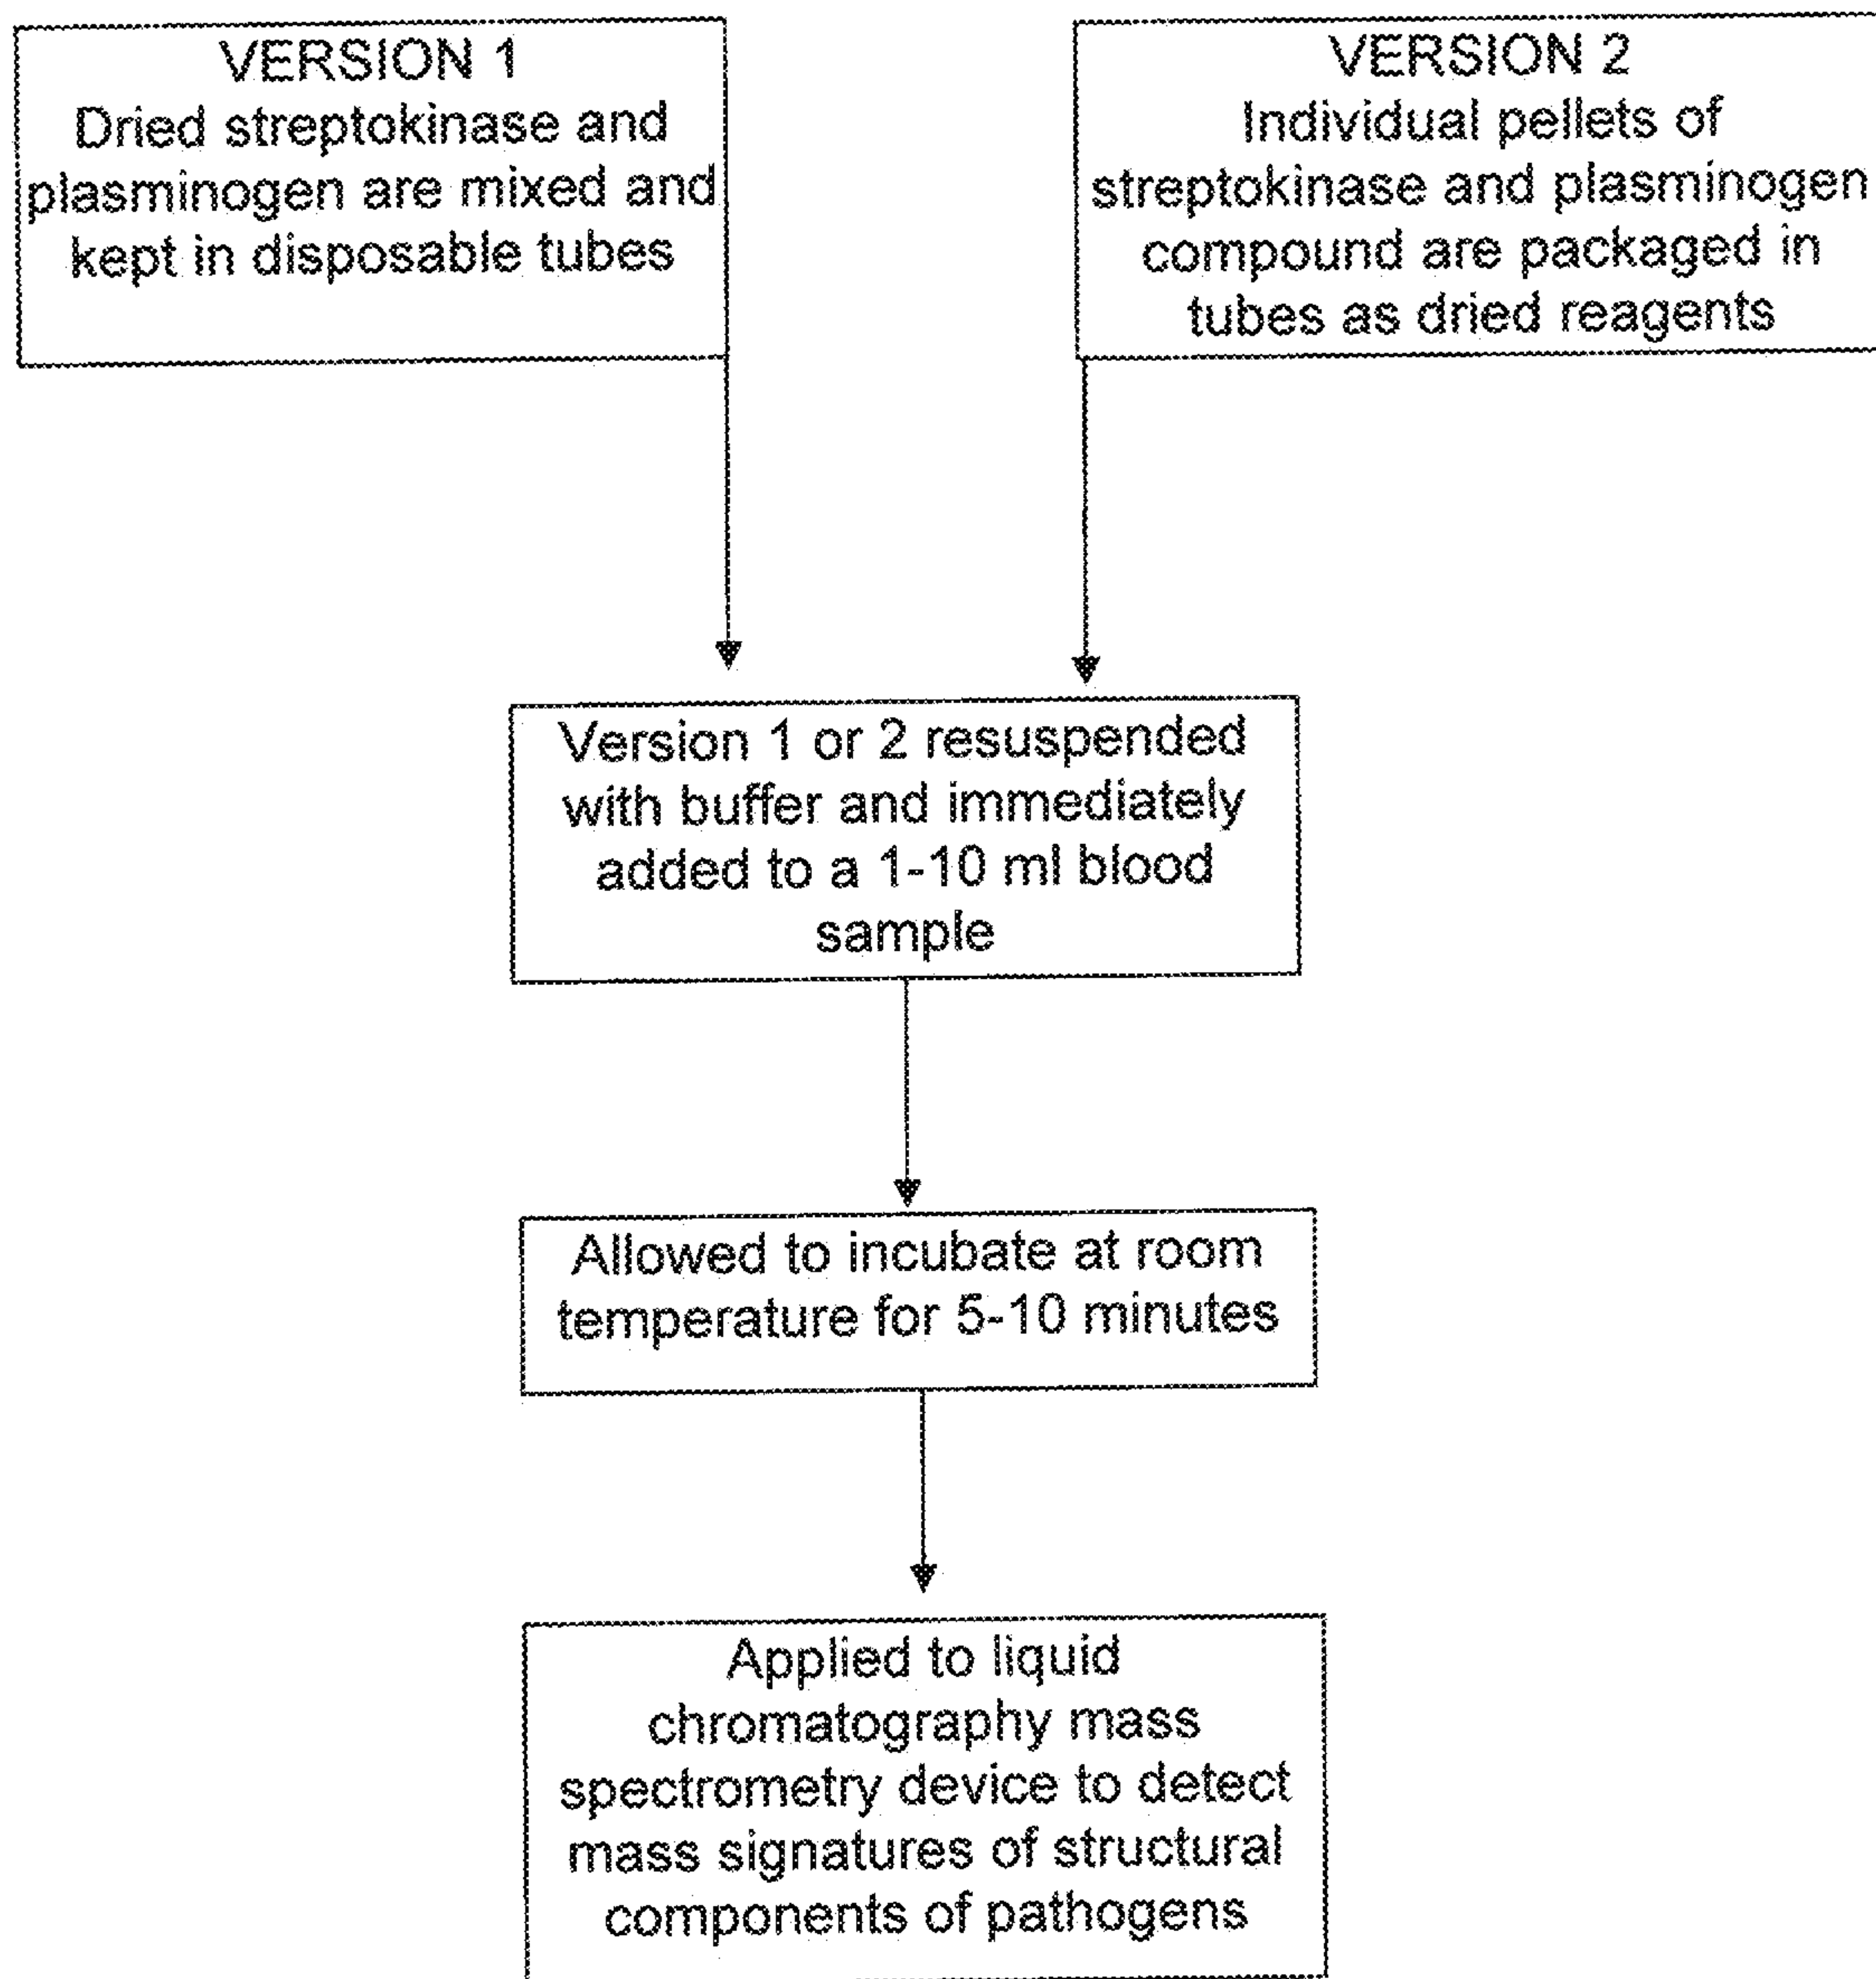 VERSION 1
Dried streptokinase and
plasminogen are mixed and
kept in disposable tubes
VERSION 2
Individual pellets of
streptokinase and plasminogen
compound are packaged in
tubes as dried reagents
Version 1 or 2 resuspended
with buffer and immediately
added to a 1-10 ml blood
sample
Allowed to incubate at room
temperature for 5-10 minutes
Applied to liquid
chromatography mass
spectrometry device to detect
mass signatures of structural
components of pathogens